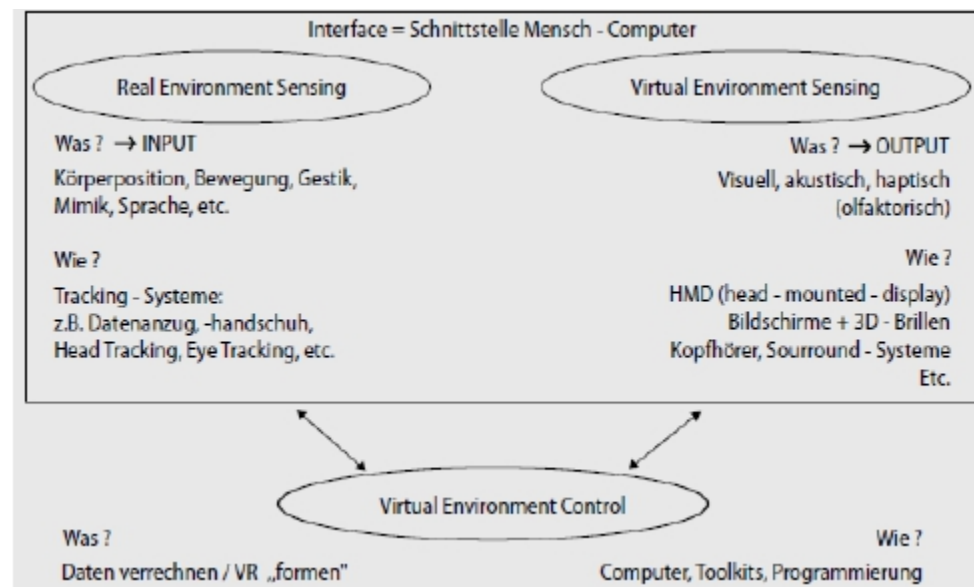 Interface = Schnittstelle Mensch - Computer
Real Environment Sensing
Was ? → INPUT
Körperposition, Bewegung, Gestik,
Mimik, Sprache, etc.
Wie ?
Tracking - Systeme:
z.B. Datenanzug, -handschuh,
Head Tracking, Eye Tracking, etc.
Virtual Environment Sensing
Was ? → OUTPUT
Visuell, akustisch, haptisch
(olfaktorisch)
Wie ?
HMD (head - mounted - display)
Bildschirme + 3D - Brillen
Kopfhörer, Sourround - Systeme
Etc.
Virtual Environment Control
Was ?
Daten verrechnen / VR „formen"
Wie ?
Computer, Toolkits, Programmierung